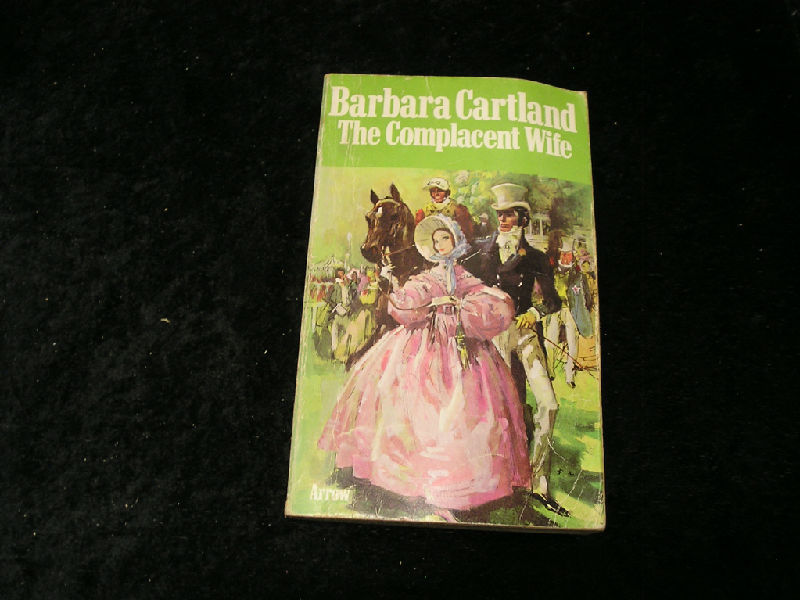 Barbara Cartland
The Complacent Wife
Arrow